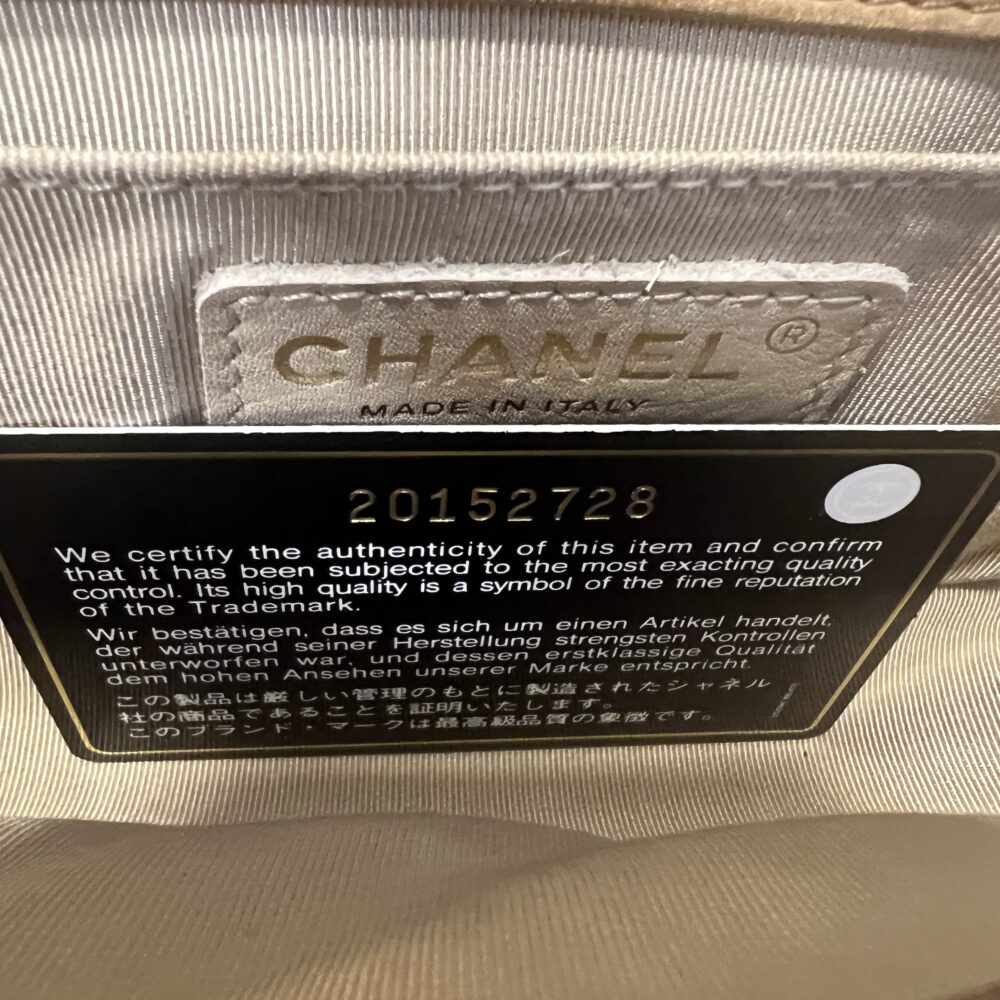 CHANEL®
MADE IN ITALY
20152728
We certify the authenticity of this item and confirm
that it has been subjected to the most exacting quality
control. Its high quality is a symbol of the fine reputation
of the Trademark.
Wir bestätigen, dass es sich um einen Artikel handelt,
der während seiner Herstellung strengsten Kontrollen
unterworfen war, und dessen erstklassige Qualität
dem hohen Ansehen unserer Marke entspricht.
この製品は厳しい管理のもとに製造されたシャネル
社の商品であることを証明いたします。
このブランド・マークは最高級品質の象徴です。